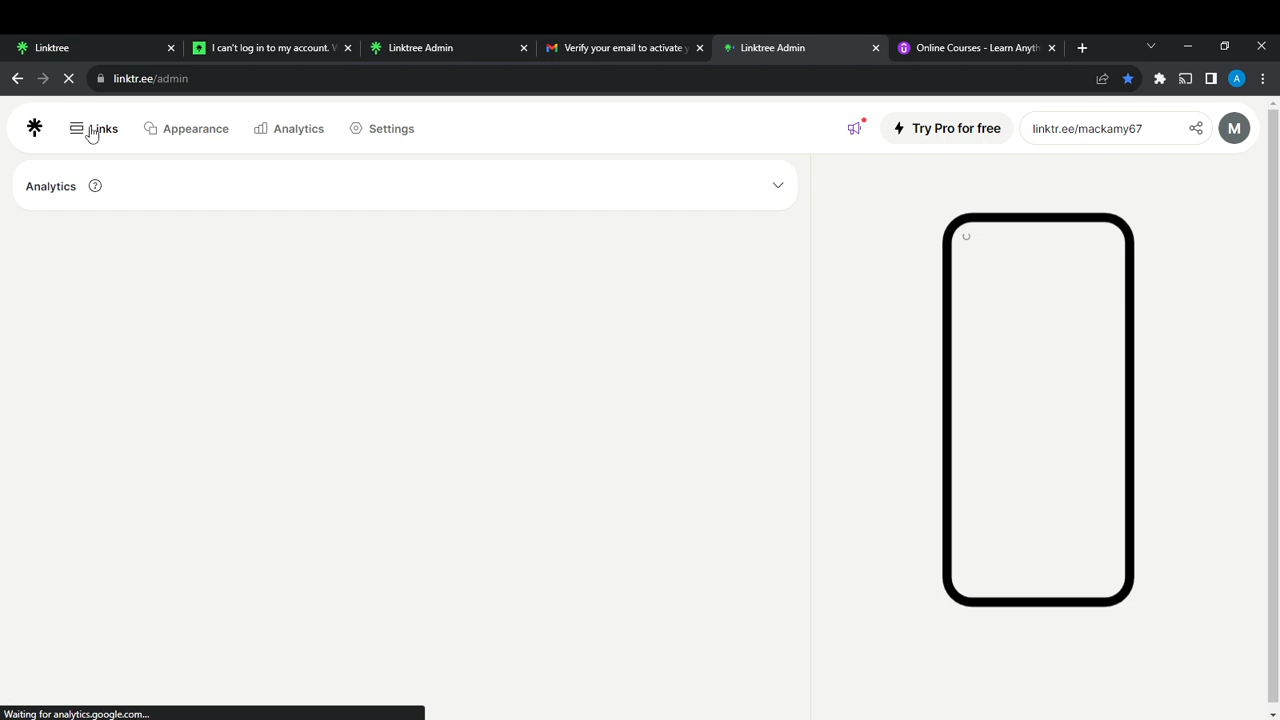 Linktree
I can't log in to my account. W
Linktree Admin
Verify your email to activate y
Linktree Admin
Online Courses - Learn Anyth
linktr.ee/admin
A
Links
Appearance
Analytics
Settings
Try Pro for free
linktr.ee/mackamy67
M
Analytics ?
Waiting for analytics.google.com...